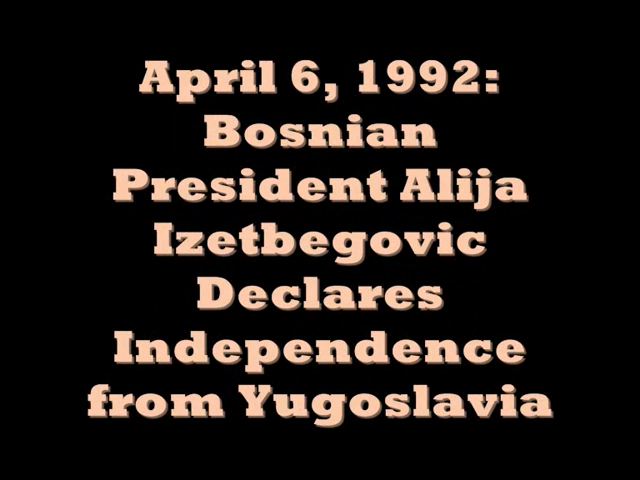 April 6, 1992:
Bosnian
President Alija
Izetbegovic
Declares
Independence
from Yugoslavia